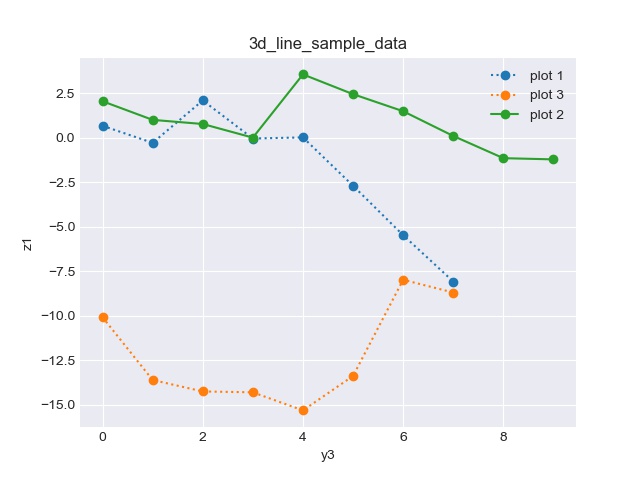 3d_line_sample_data
plot 1
plot 3
plot 2
2.5
0.0
−2.5
−5.0
−7.5
−10.0
−12.5
−15.0
z1
0 2 4 6 8
y3